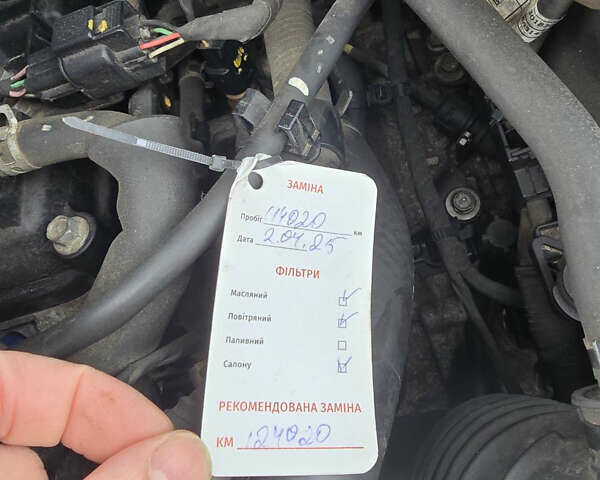 ЗАМІНА
Пробіг 114020 км
Дата 2.04.25
ФІЛЬТРИ
Масляний
Повітряний
Паливний
Салону
РЕКОМЕНДОВАНА ЗАМІНА
КМ 124020